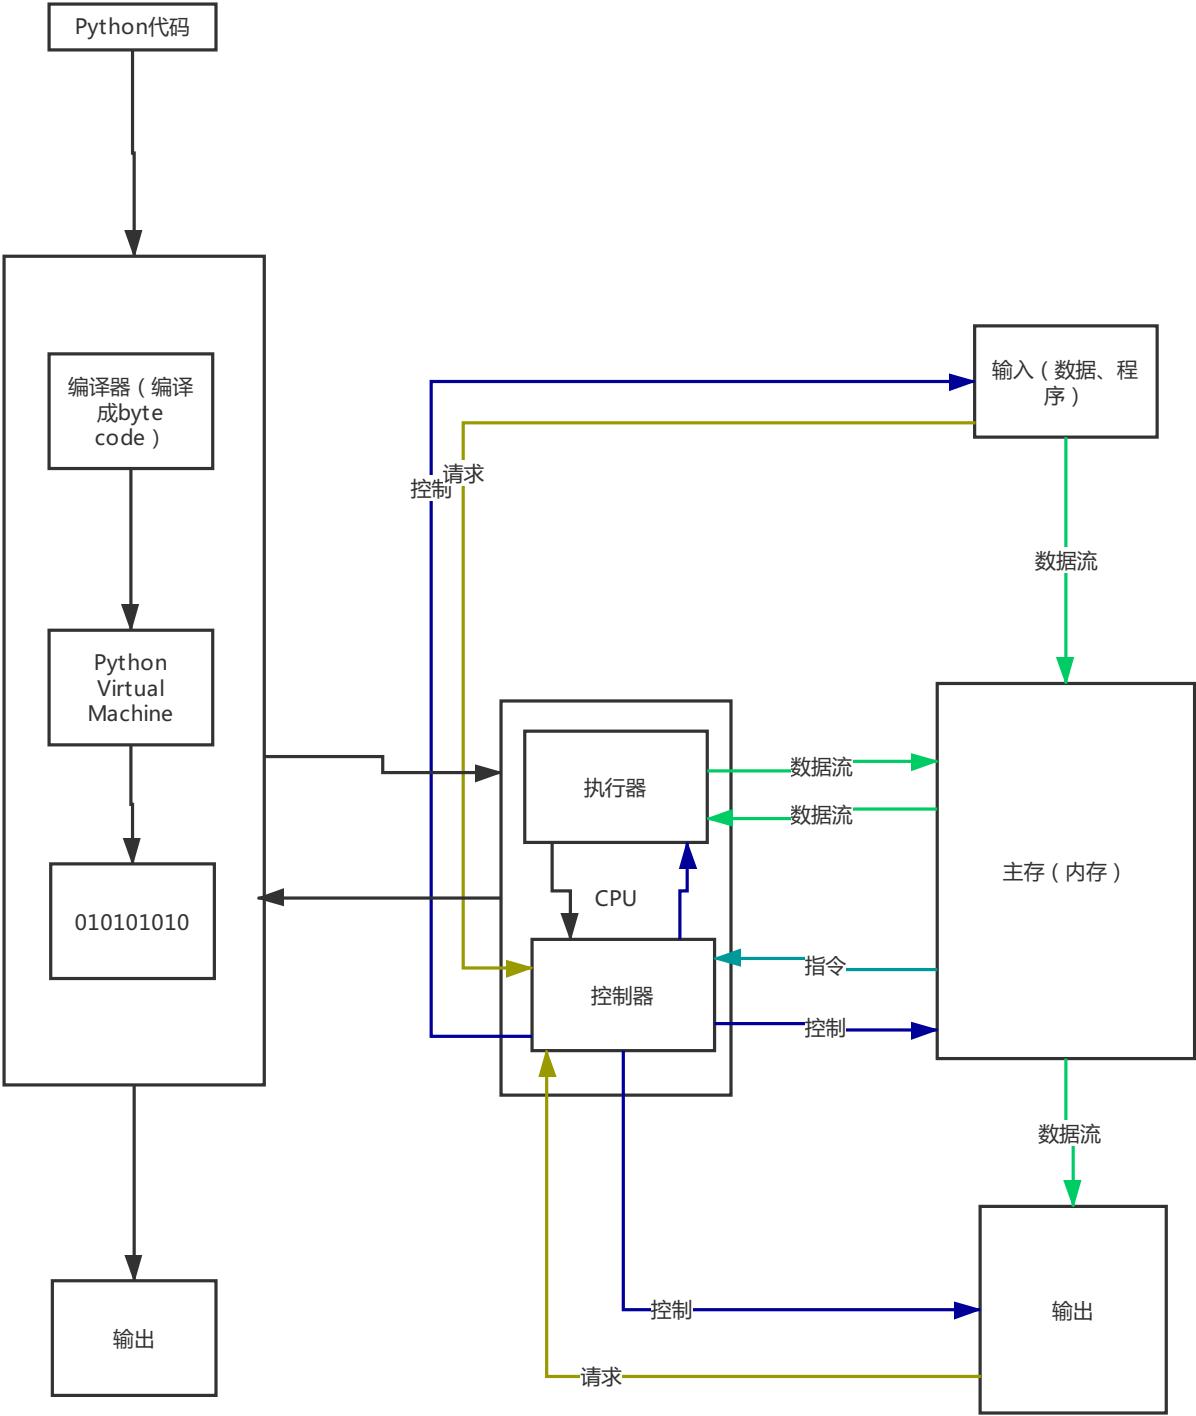 Python代码
编译器（编译
成byte
code）
Python
Virtual
Machine
010101010
输出
输入（数据、程
序）
请求
控制
数据流
执行器
数据流
数据流
CPU
主存（内存）
控制器
指令
控制
数据流
控制
输出
请求